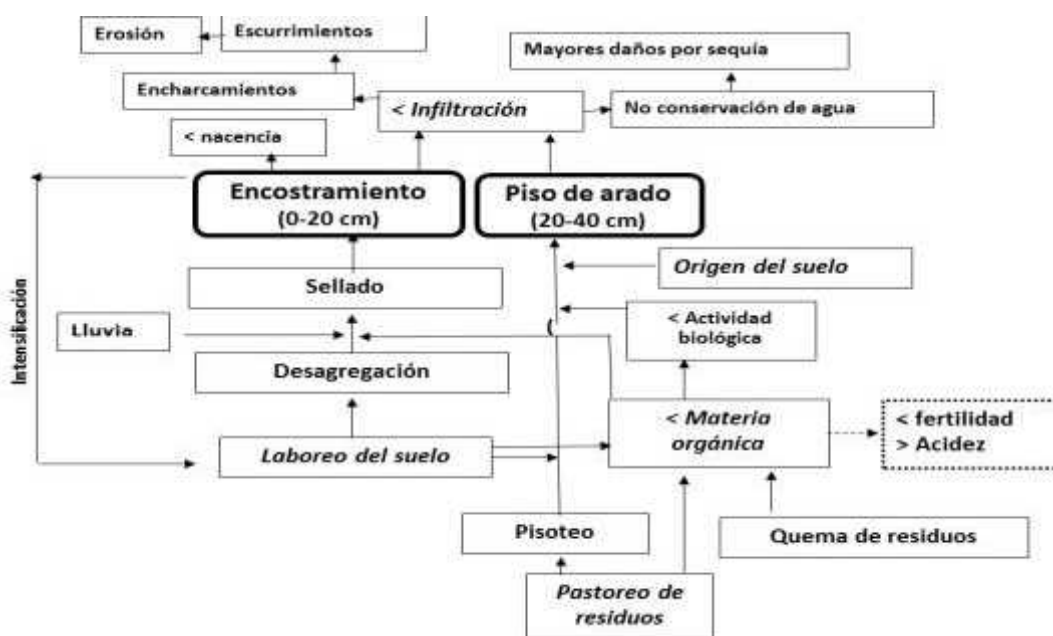 Erosión
Escurrimientos
Mayores daños por sequía
Encharcamientos
< Infiltración
No conservación de agua
< nacencia
Encostramiento
(0-20 cm)
Piso de arado
(20-40 cm)
Origen del suelo
Sellado
Intensificación
Lluvia
< Actividad
biológica
Desagregación
< Materia
orgánica
< fertilidad
> Acidez
Laboreo del suelo
Pisoteo
Quema de residuos
Pastoreo de
residuos